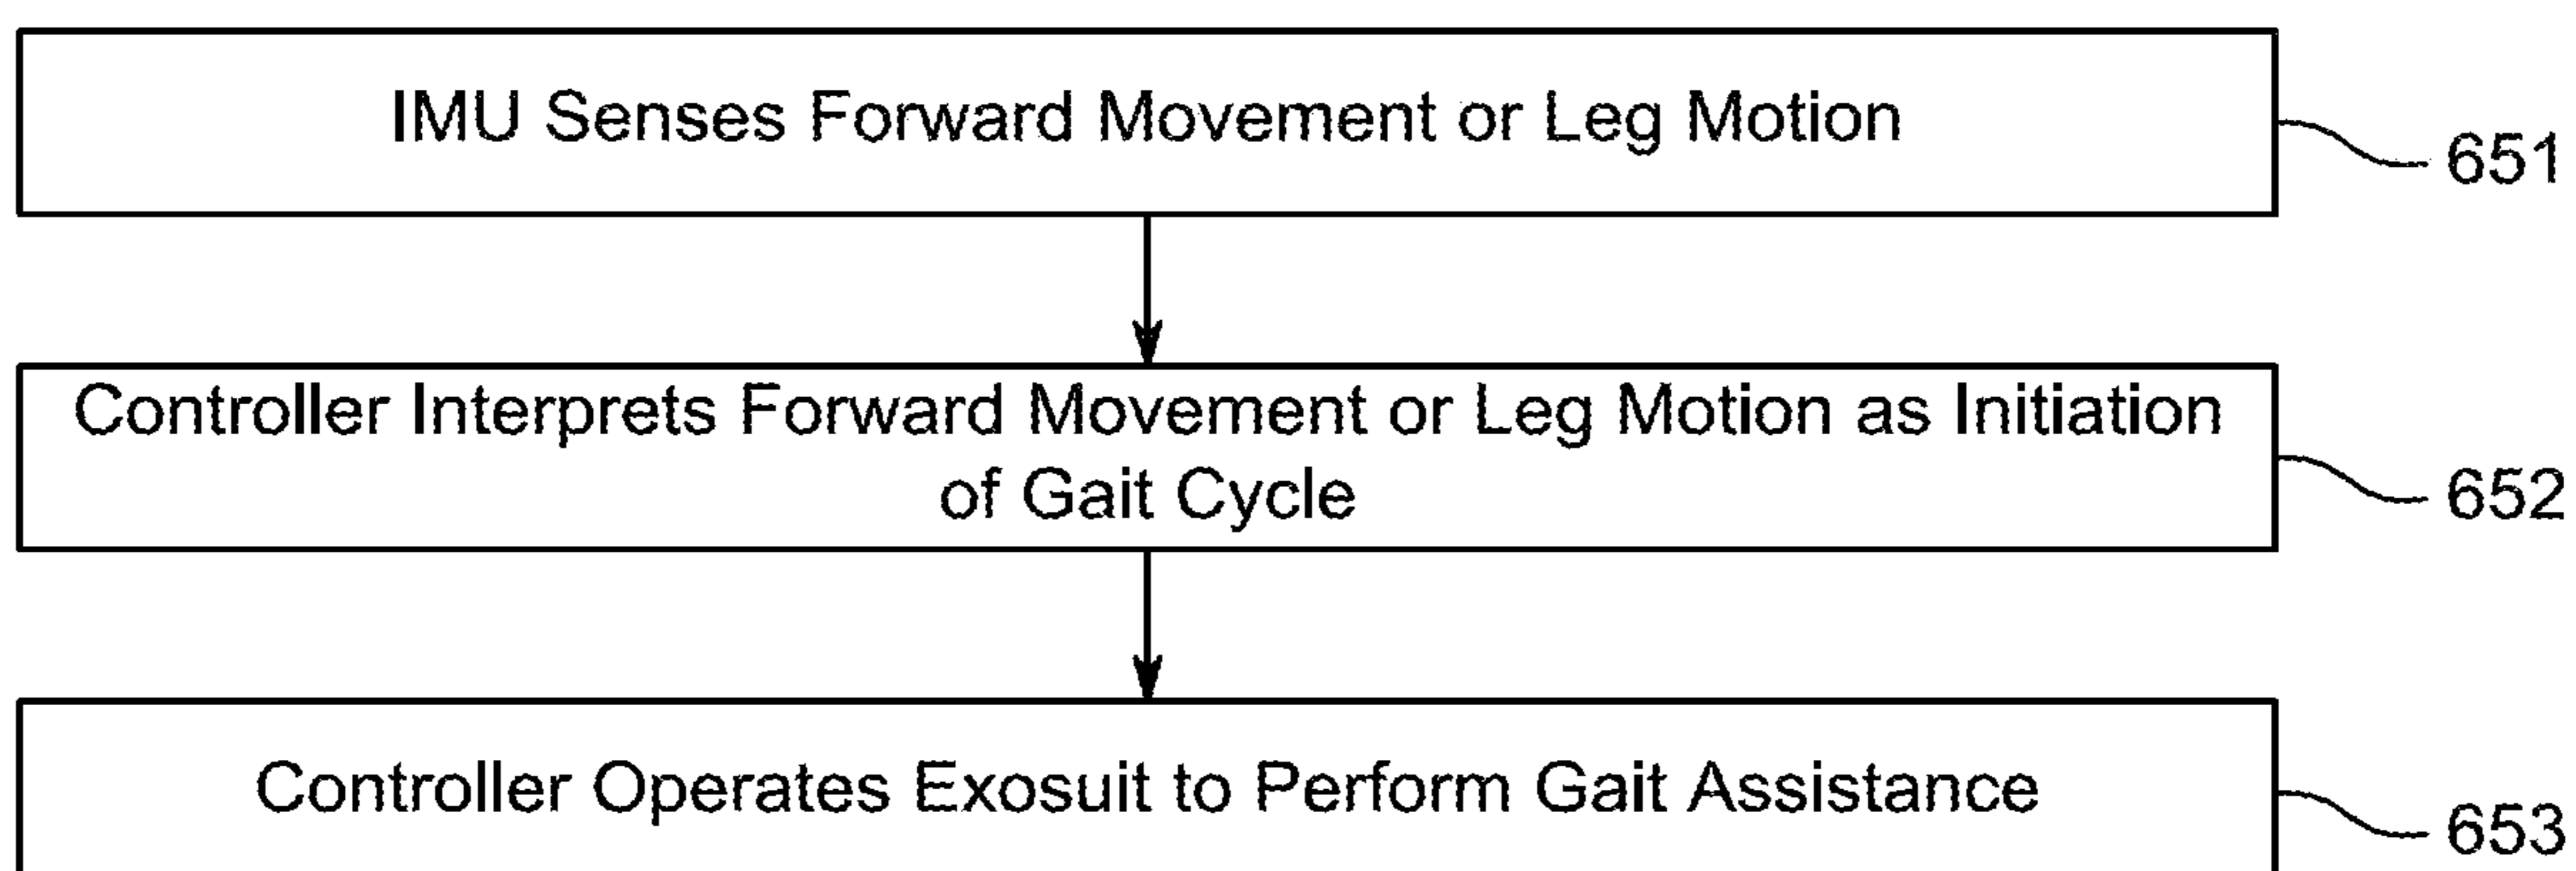 IMU Senses Forward Movement or Leg Motion
651
Controller Interprets Forward Movement or Leg Motion as Initiation
of Gait Cycle
652
Controller Operates Exosuit to Perform Gait Assistance
653